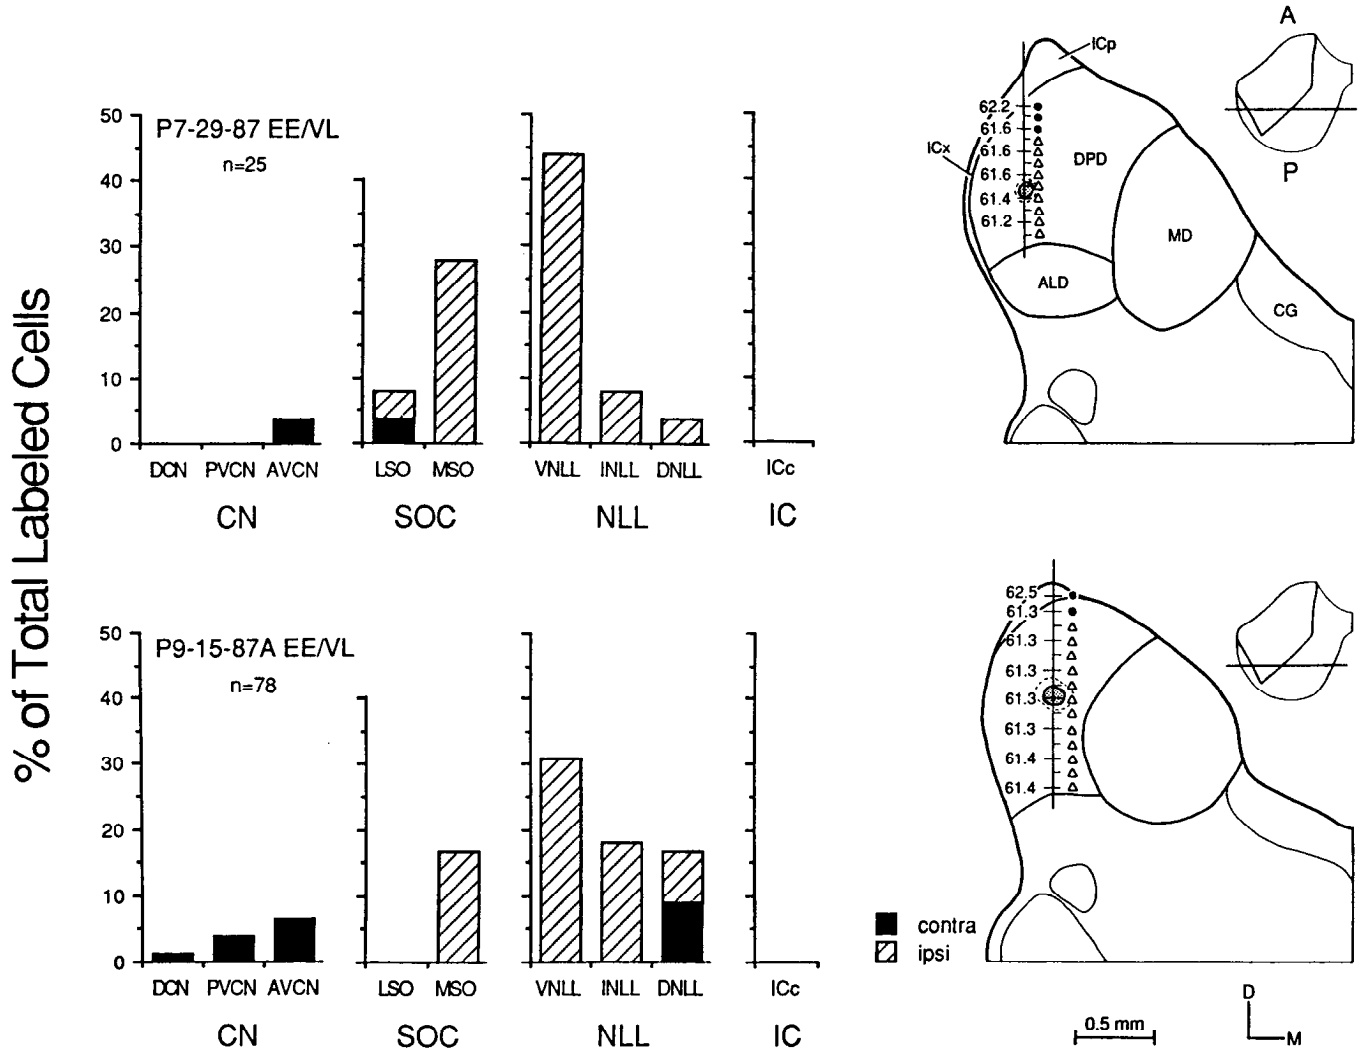 % of Total Labeled Cells
P7-29-87 EE/VL
n=25
50
40
30
20
10
0
DCN PVCN AVCN
LSO MSO
VNLL INLL DNLL
ICc
CN
SOC
NLL
IC
A
P
ICp
ICx
62.2
61.6
61.6
61.6
61.4
61.2
DPD
MD
ALD
CG
P9-15-87A EE/VL
n=78
50
40
30
20
10
0
DCN PVCN AVCN
LSO MSO
VNLL INLL DNLL
ICc
CN
SOC
NLL
IC
contra
ipsi
62.5
61.3
61.3
61.3
61.3
61.3
61.4
61.4
0.5 mm
D
M